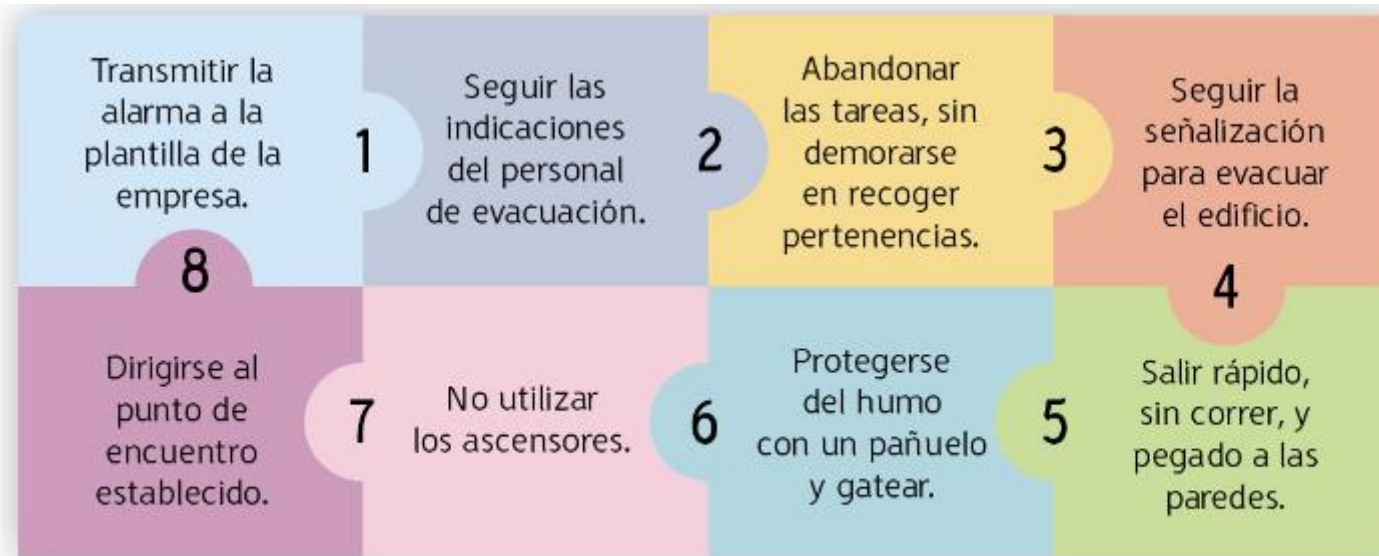 Transmitir la
alarma a la
plantilla de la
empresa.
1
Seguir las
indicaciones
del personal
de evacuación.
2
Abandonar
las tareas, sin
demorarse
en recoger
pertenencias.
3
Seguir la
señalización
para evacuar
el edificio.
4
Salir rápido,
sin correr, y
pegado a las
paredes.
5
Protegerse
del humo
con un pañuelo
y gatear.
6
No utilizar
los ascensores.
7
Dirigirse al
punto de
encuentro
establecido.
8